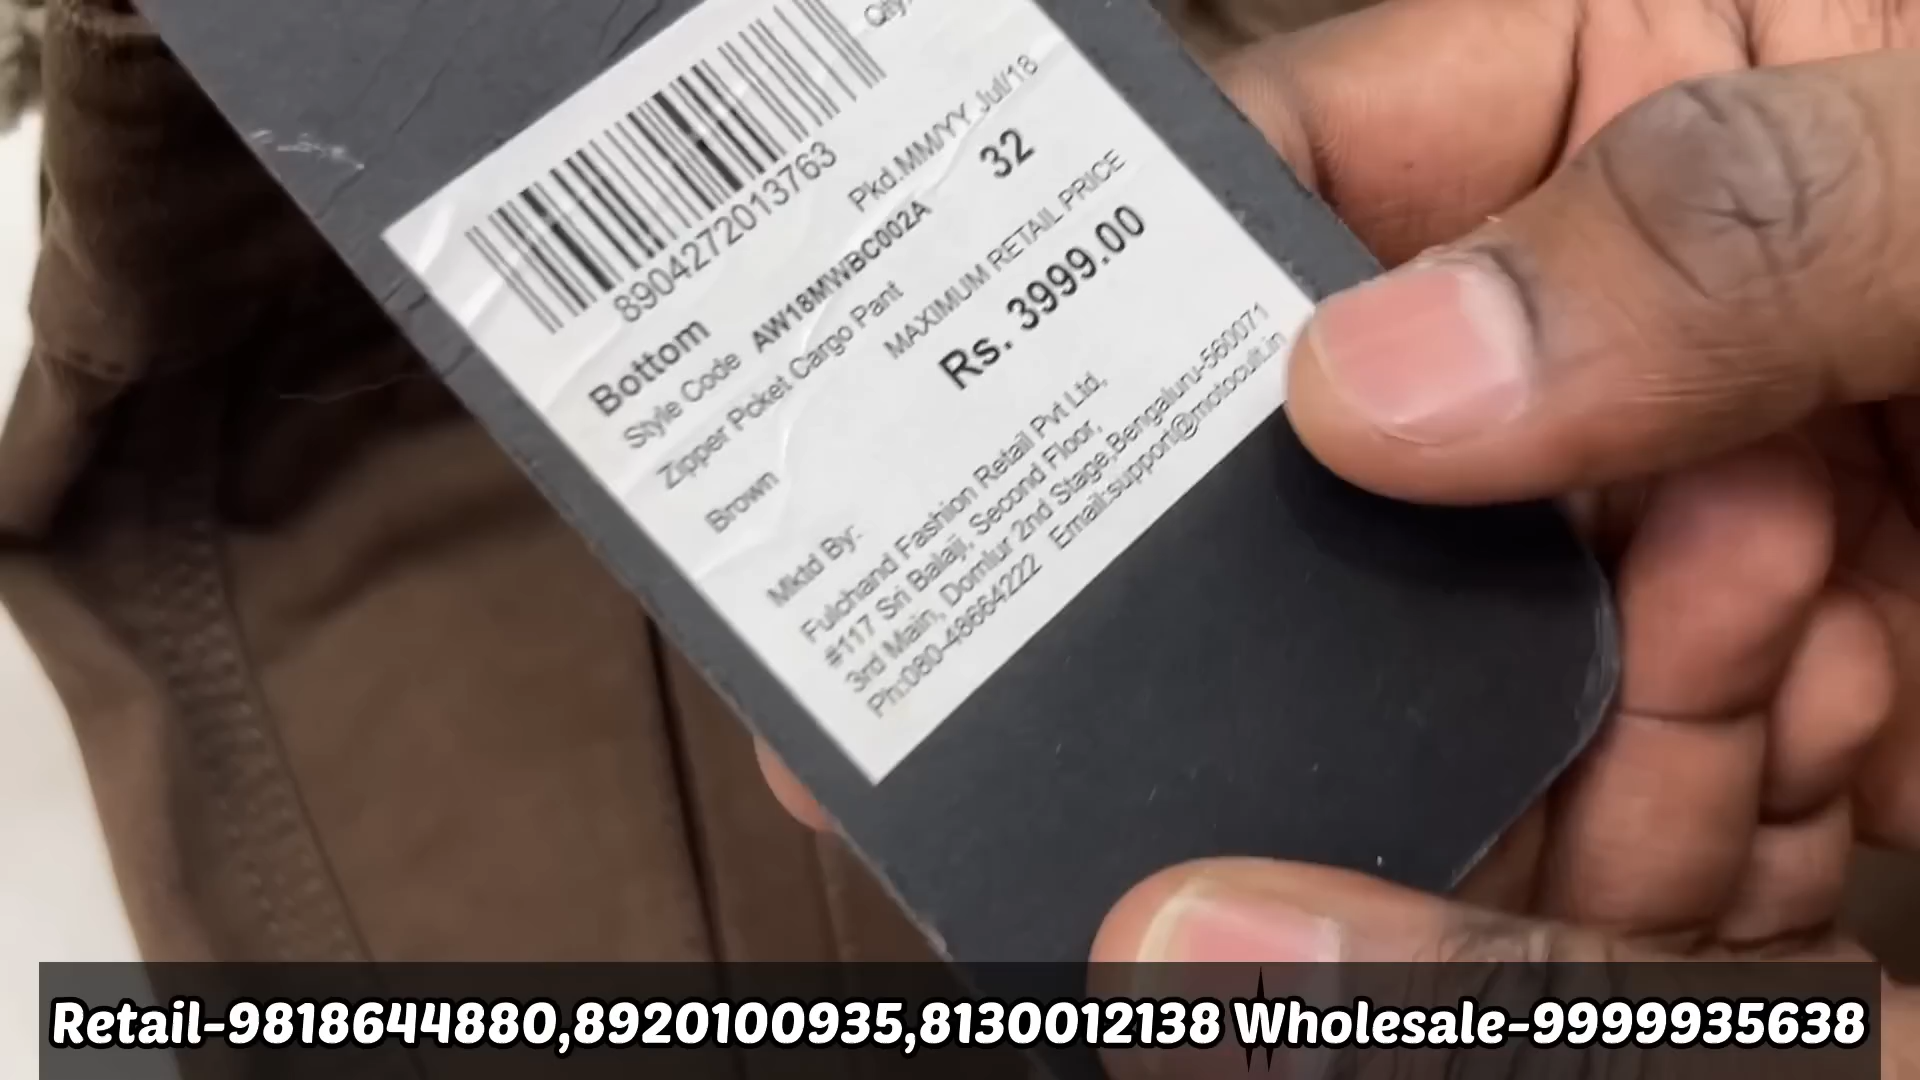 Qty.
8904272013763
Pkd.MM/YY Jul/18
Bottom
Style Code AW18MWBC002A 32
Zipper Poket Cargo Pant
MAXIMUM RETAIL PRICE
Brown
Rs. 3999.00
Mktd By:
Fulchand Fashion Retail Pvt Ltd,
#117 Sri Balaji, Second Floor,
3rd Main, Domlur 2nd Stage,Bengaluru-560071
Ph:080-48664222 Email:support@motocult.in
Retail-9818644880,8920100935,8130012138 Wholesale-9999935638